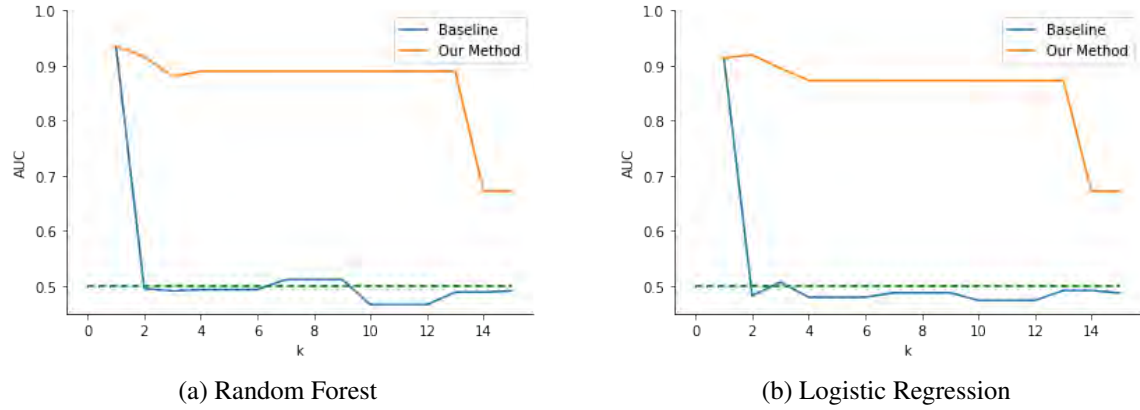 1.0
0.9
0.8
0.7
0.6
0.5
AUC
0 2 4 6 8 10 12 14
k
Baseline
Our Method
(a) Random Forest
1.0
0.9
0.8
0.7
0.6
0.5
AUC
0 2 4 6 8 10 12 14
k
Baseline
Our Method
(b) Logistic Regression